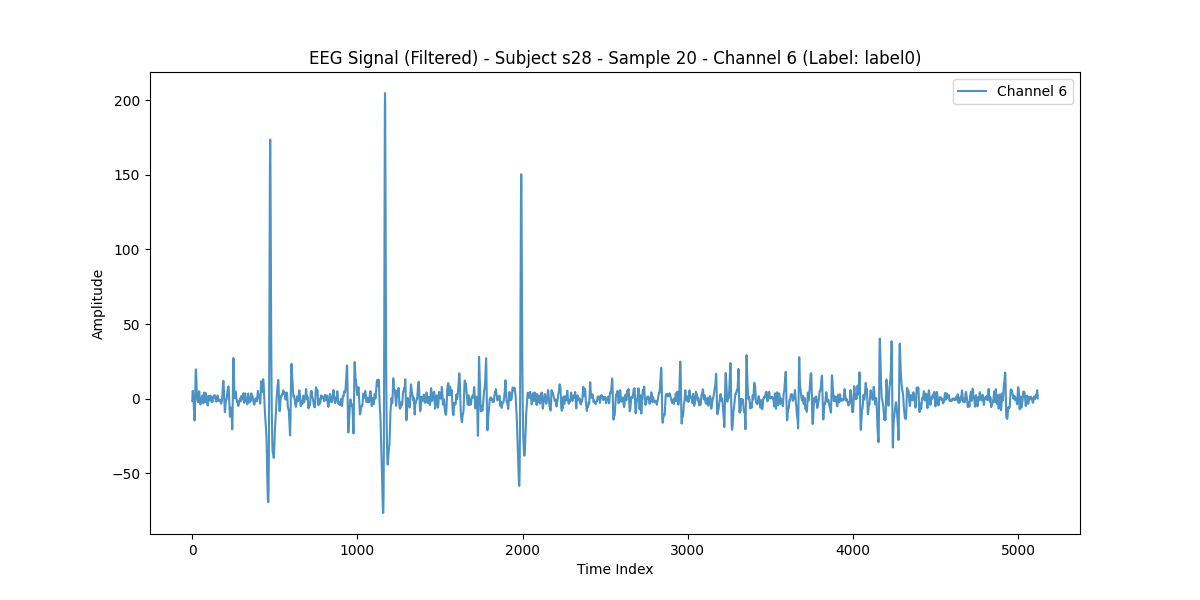 EEG Signal (Filtered) - Subject s28 - Sample 20 - Channel 6 (Label: label0)
Channel 6
200
150
100
50
0
−50
Amplitude
0 1000 2000 3000 4000 5000
Time Index